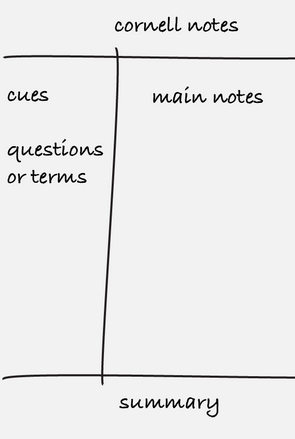 cornell notes
cues
main notes
questions
or terms
summary